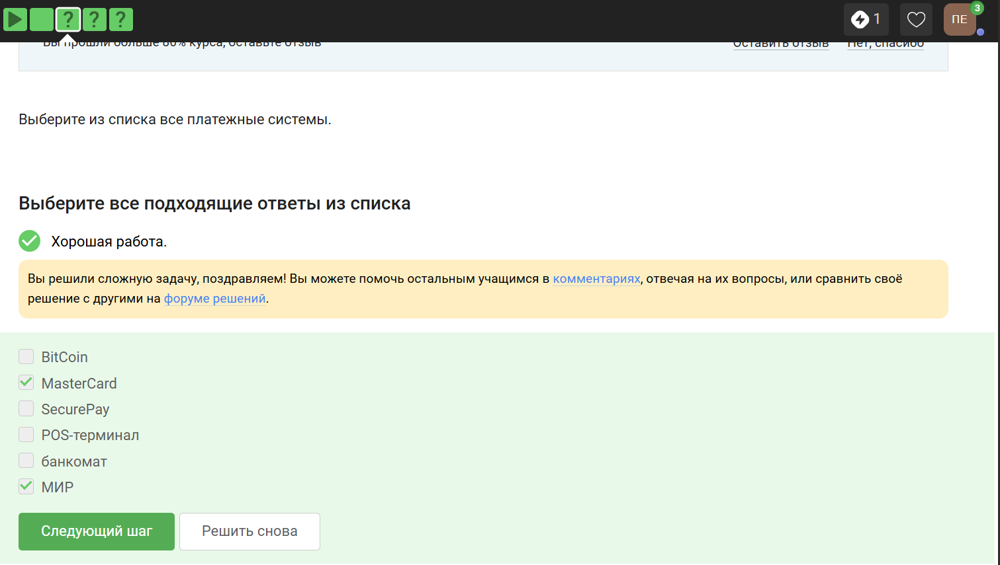 ? ? ?
1
ПЕ
3
Вы прошли больше 80% курса, оставьте отзыв
Оставить отзыв Нет, спасибо
Выберите из списка все платежные системы.
Выберите все подходящие ответы из списка
Хорошая работа.
Вы решили сложную задачу, поздравляем! Вы можете помочь остальным учащимся в комментариях, отвечая на их вопросы, или сравнить своё
решение с другими на форуме решений.
BitCoin
MasterCard
SecurePay
POS-терминал
банкомат
МИР
Следующий шаг Решить снова